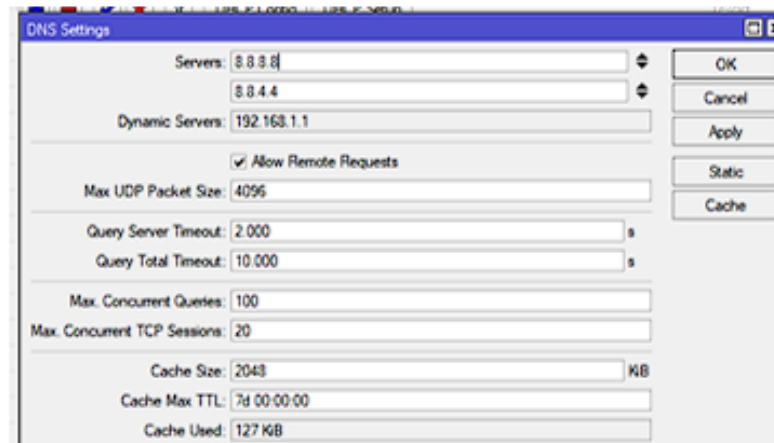 DNS Settings
Servers: 8.8.8.8
8.8.4.4
Dynamic Servers: 192.168.1.1
Allow Remote Requests
Max UDP Packet Size: 4096
Query Server Timeout: 2.000 s
Query Total Timeout: 10.000 s
Max. Concurrent Queries: 100
Max. Concurrent TCP Sessions: 20
Cache Size: 2048 KiB
Cache Max TTL: 7d 00:00:00
Cache Used: 127 KiB
OK
Cancel
Apply
Static
Cache